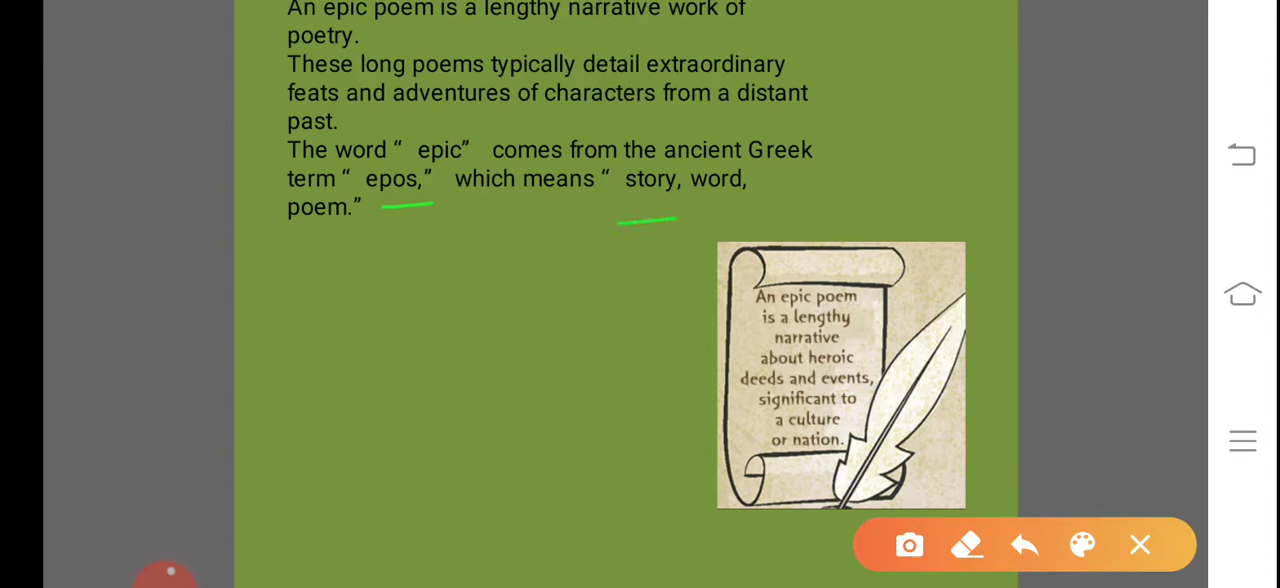 An epic poem is a lengthy narrative work of
poetry.
These long poems typically detail extraordinary
feats and adventures of characters from a distant
past.
The word “ epic” comes from the ancient Greek
term “ epos,” which means “ story, word,
poem.”
An epic poem
is a lengthy
narrative
about heroic
deeds and events,
significant to
a culture
or nation.